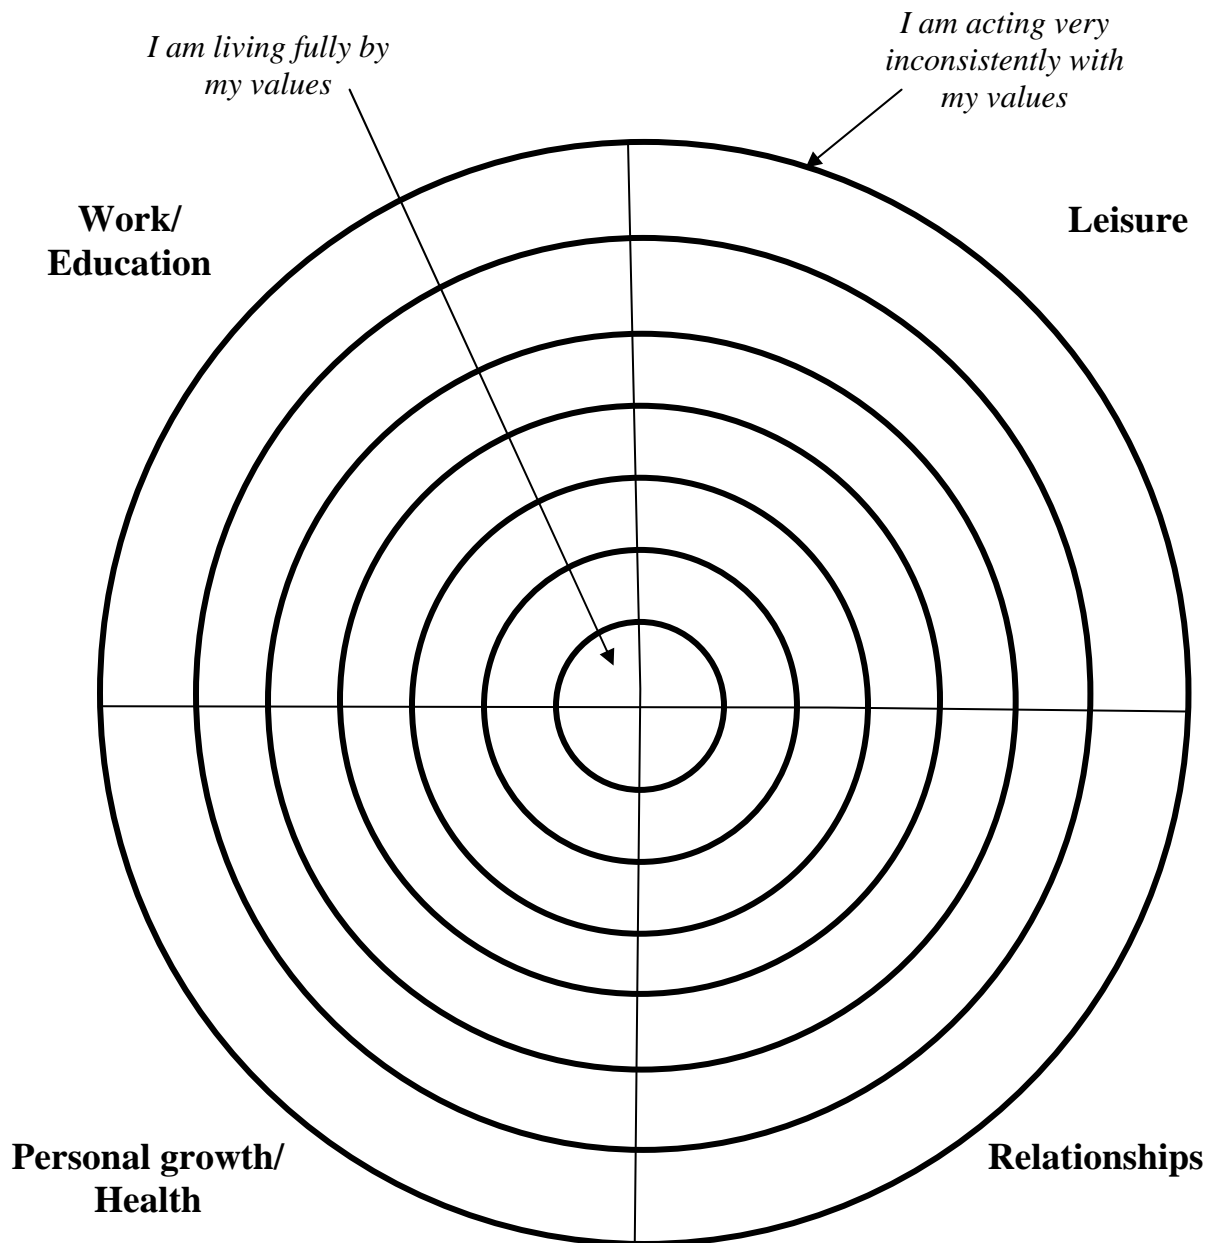 I am living fully by
my values
I am acting very
inconsistently with
my values
Work/
Education
Leisure
Personal growth/
Health
Relationships